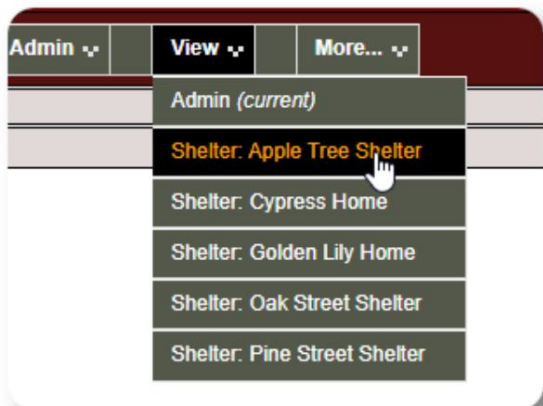 Admin
View
More...
Admin (current)
Shelter: Apple Tree Shelter
Shelter: Cypress Home
Shelter: Golden Lily Home
Shelter: Oak Street Shelter
Shelter: Pine Street Shelter